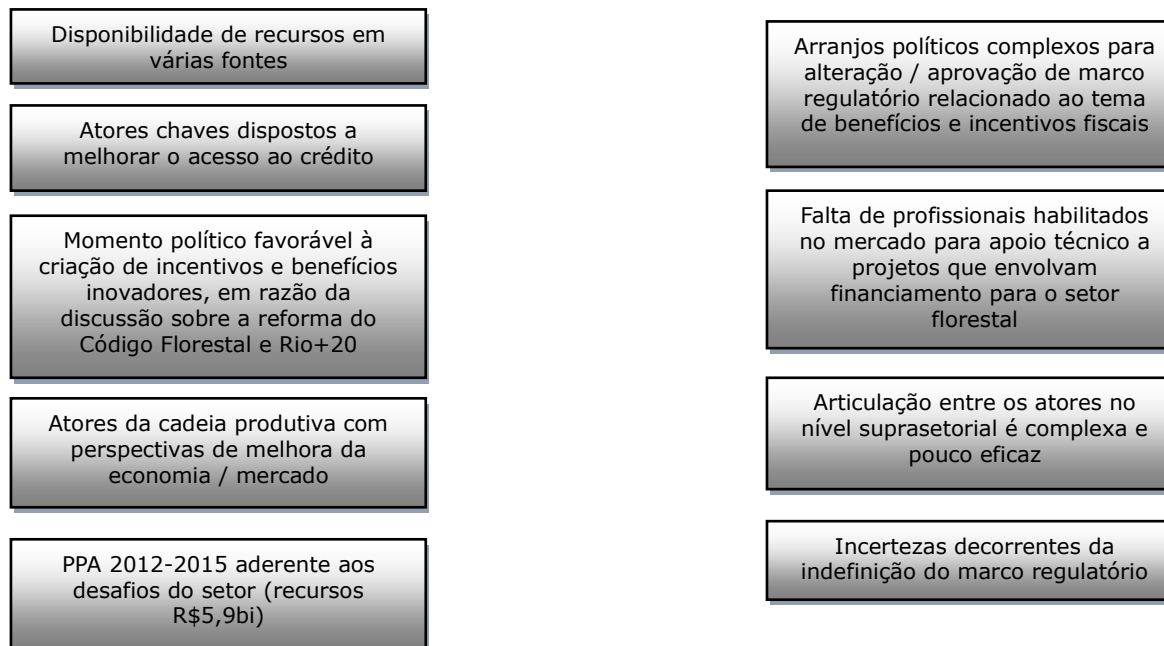 Disponibilidade de recursos em
várias fontes
Atores chaves dispostos a
melhorar o acesso ao crédito
Momento político favorável à
criação de incentivos e benefícios
inovadores, em razão da
discussão sobre a reforma do
Código Florestal e Rio+20
Atores da cadeia produtiva com
perspectivas de melhora da
economia / mercado
PPA 2012-2015 aderente aos
desafios do setor (recursos
R$5,9bi)
Arranjos políticos complexos para
alteração / aprovação de marco
regulatório relacionado ao tema
de benefícios e incentivos fiscais
Falta de profissionais habilitados
no mercado para apoio técnico a
projetos que envolvam
financiamento para o setor
florestal
Articulação entre os atores no
nível suprasetorial é complexa e
pouco eficaz
Incertezas decorrentes da
indefinição do marco regulatório